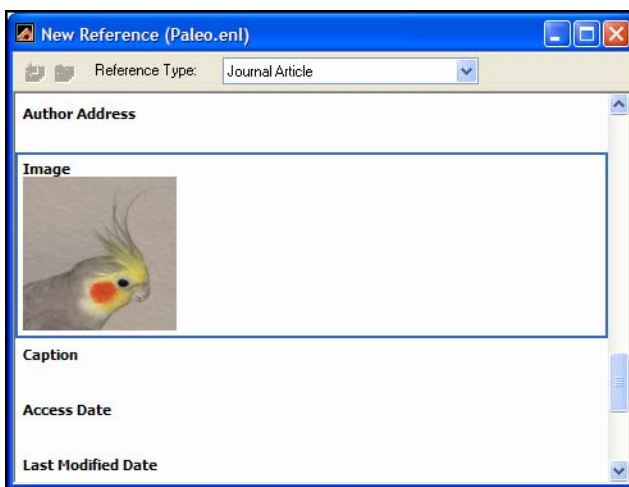 New Reference (Paleo.enl)
Reference Type: Journal Article
Author Address
Image
Caption
Access Date
Last Modified Date